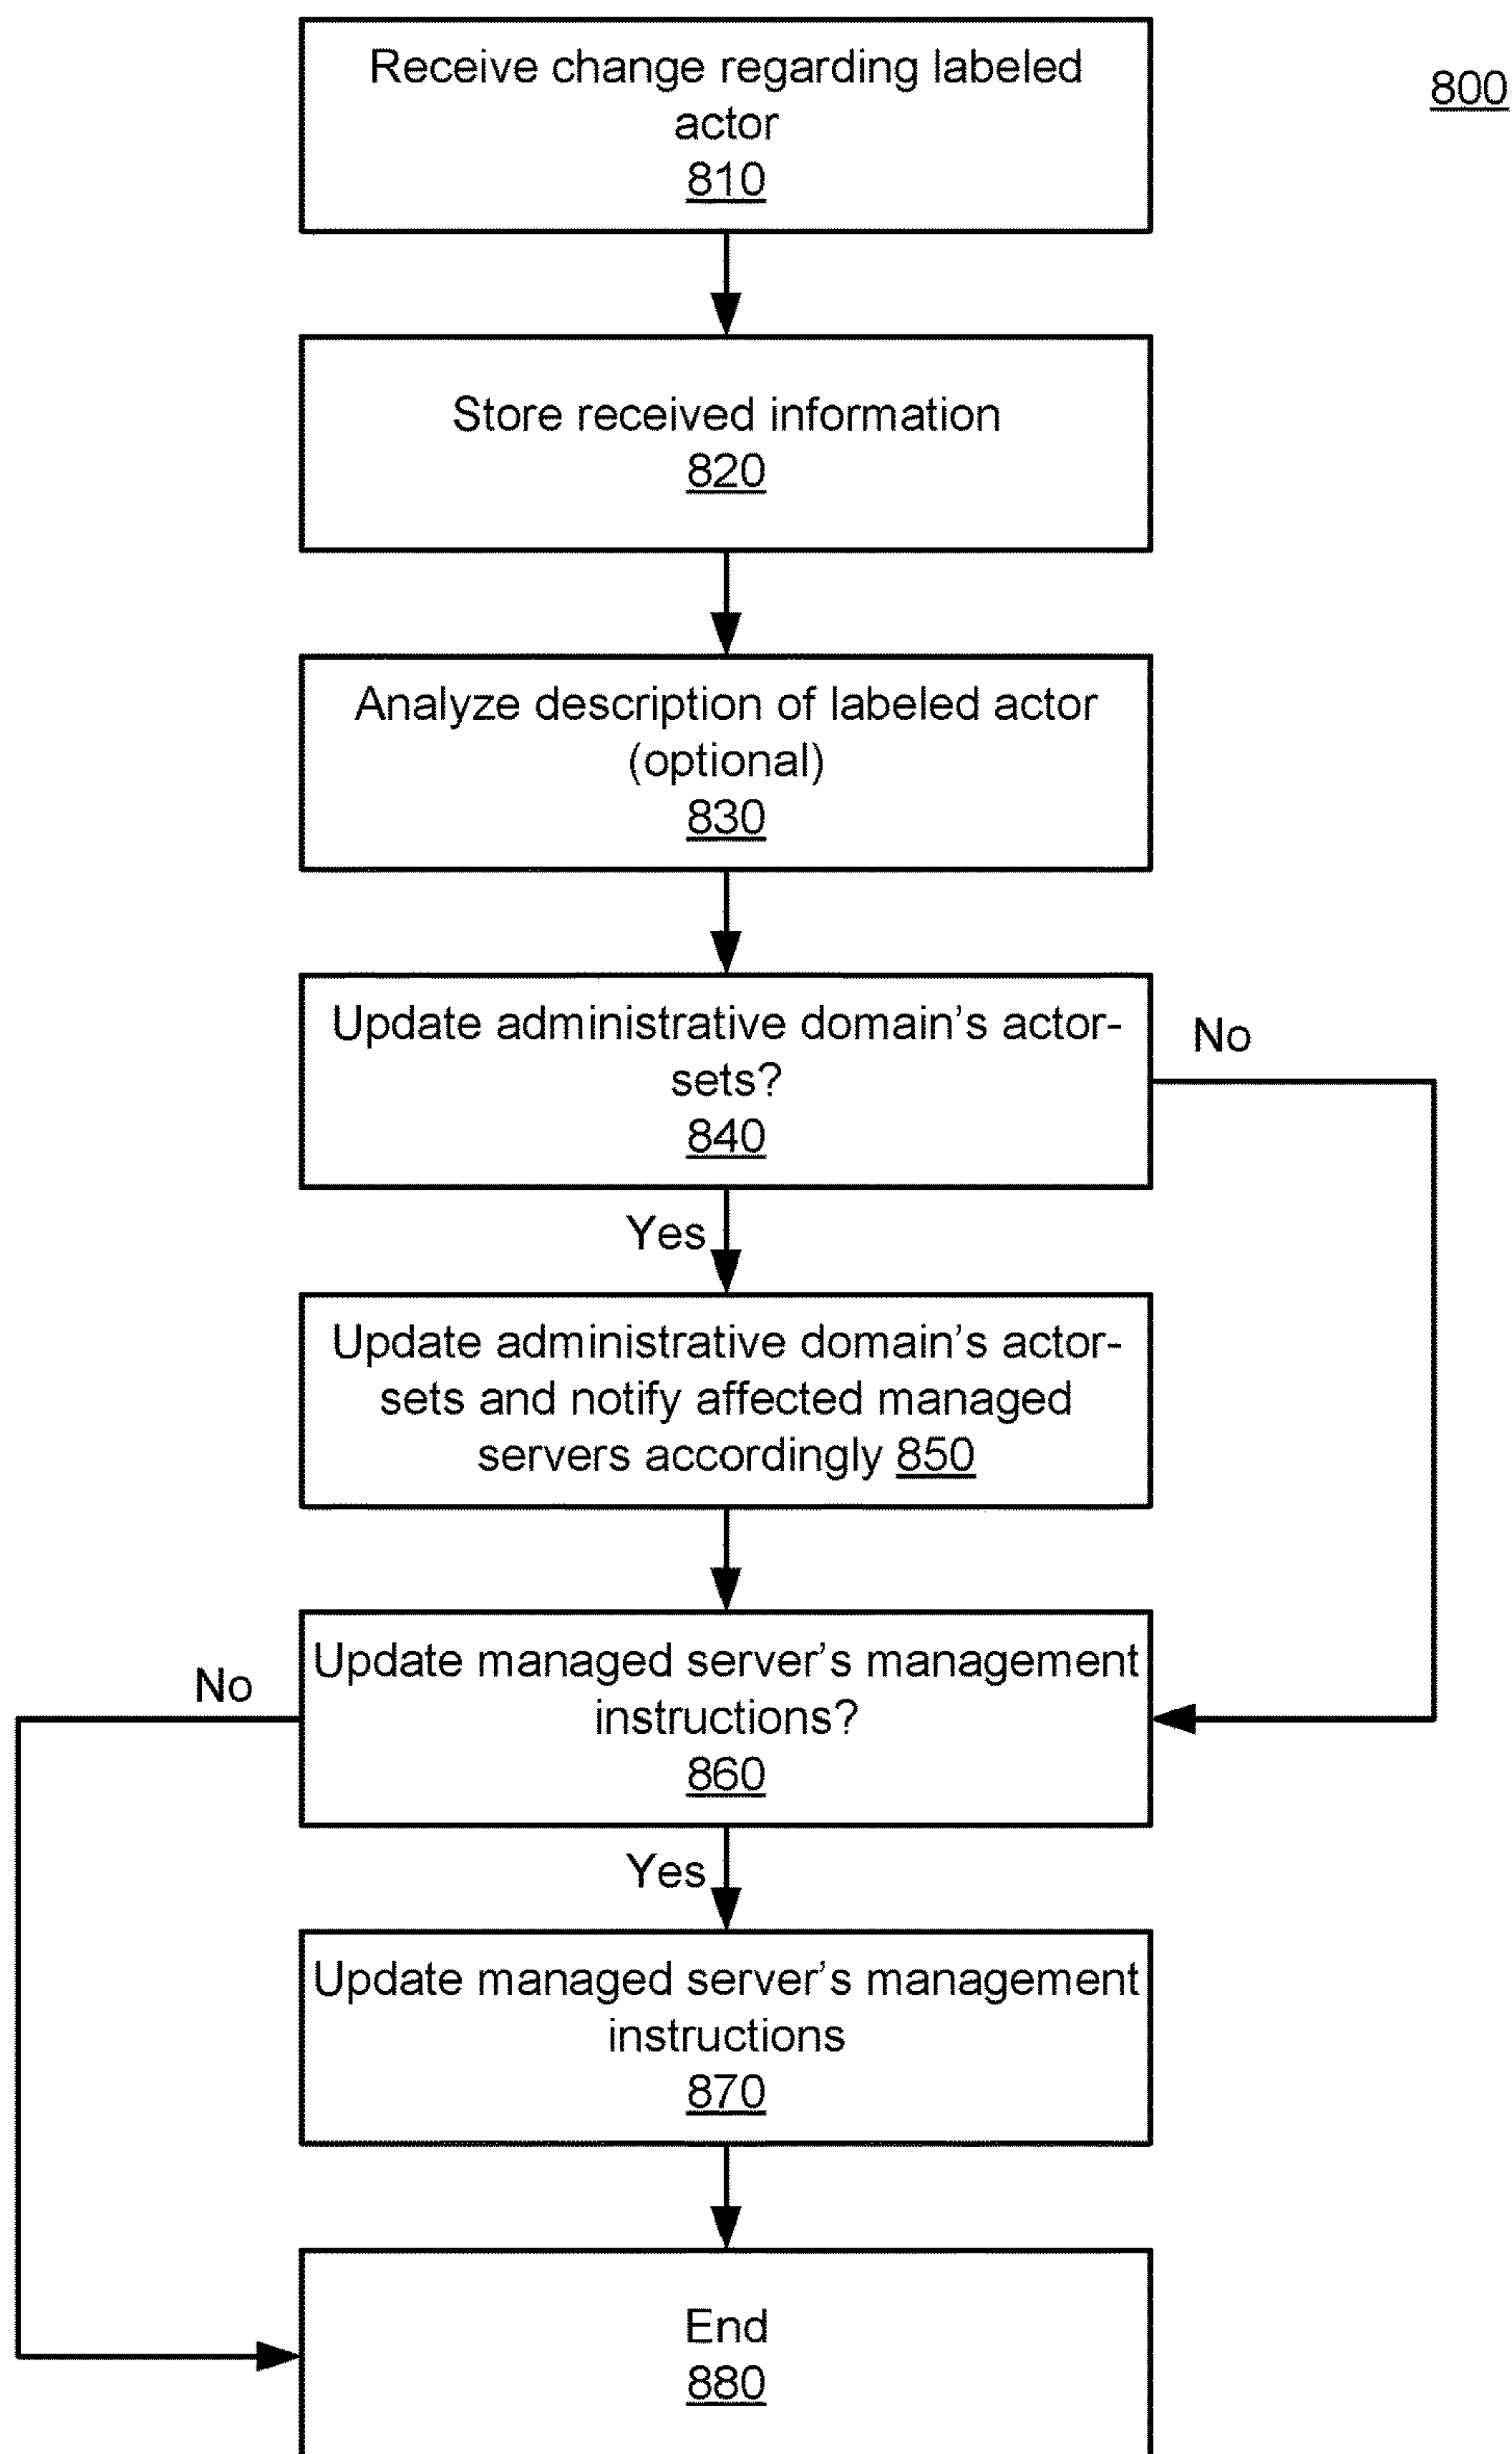 Receive change regarding labeled
actor
810
800
Store received information
820
Analyze description of labeled actor
(optional)
830
Update administrative domain's actor-
sets?
840
No
Yes
Update administrative domain's actor-
sets and notify affected managed
servers accordingly 850
Update managed server's management
instructions?
860
No
Yes
Update managed server's management
instructions
870
End
880